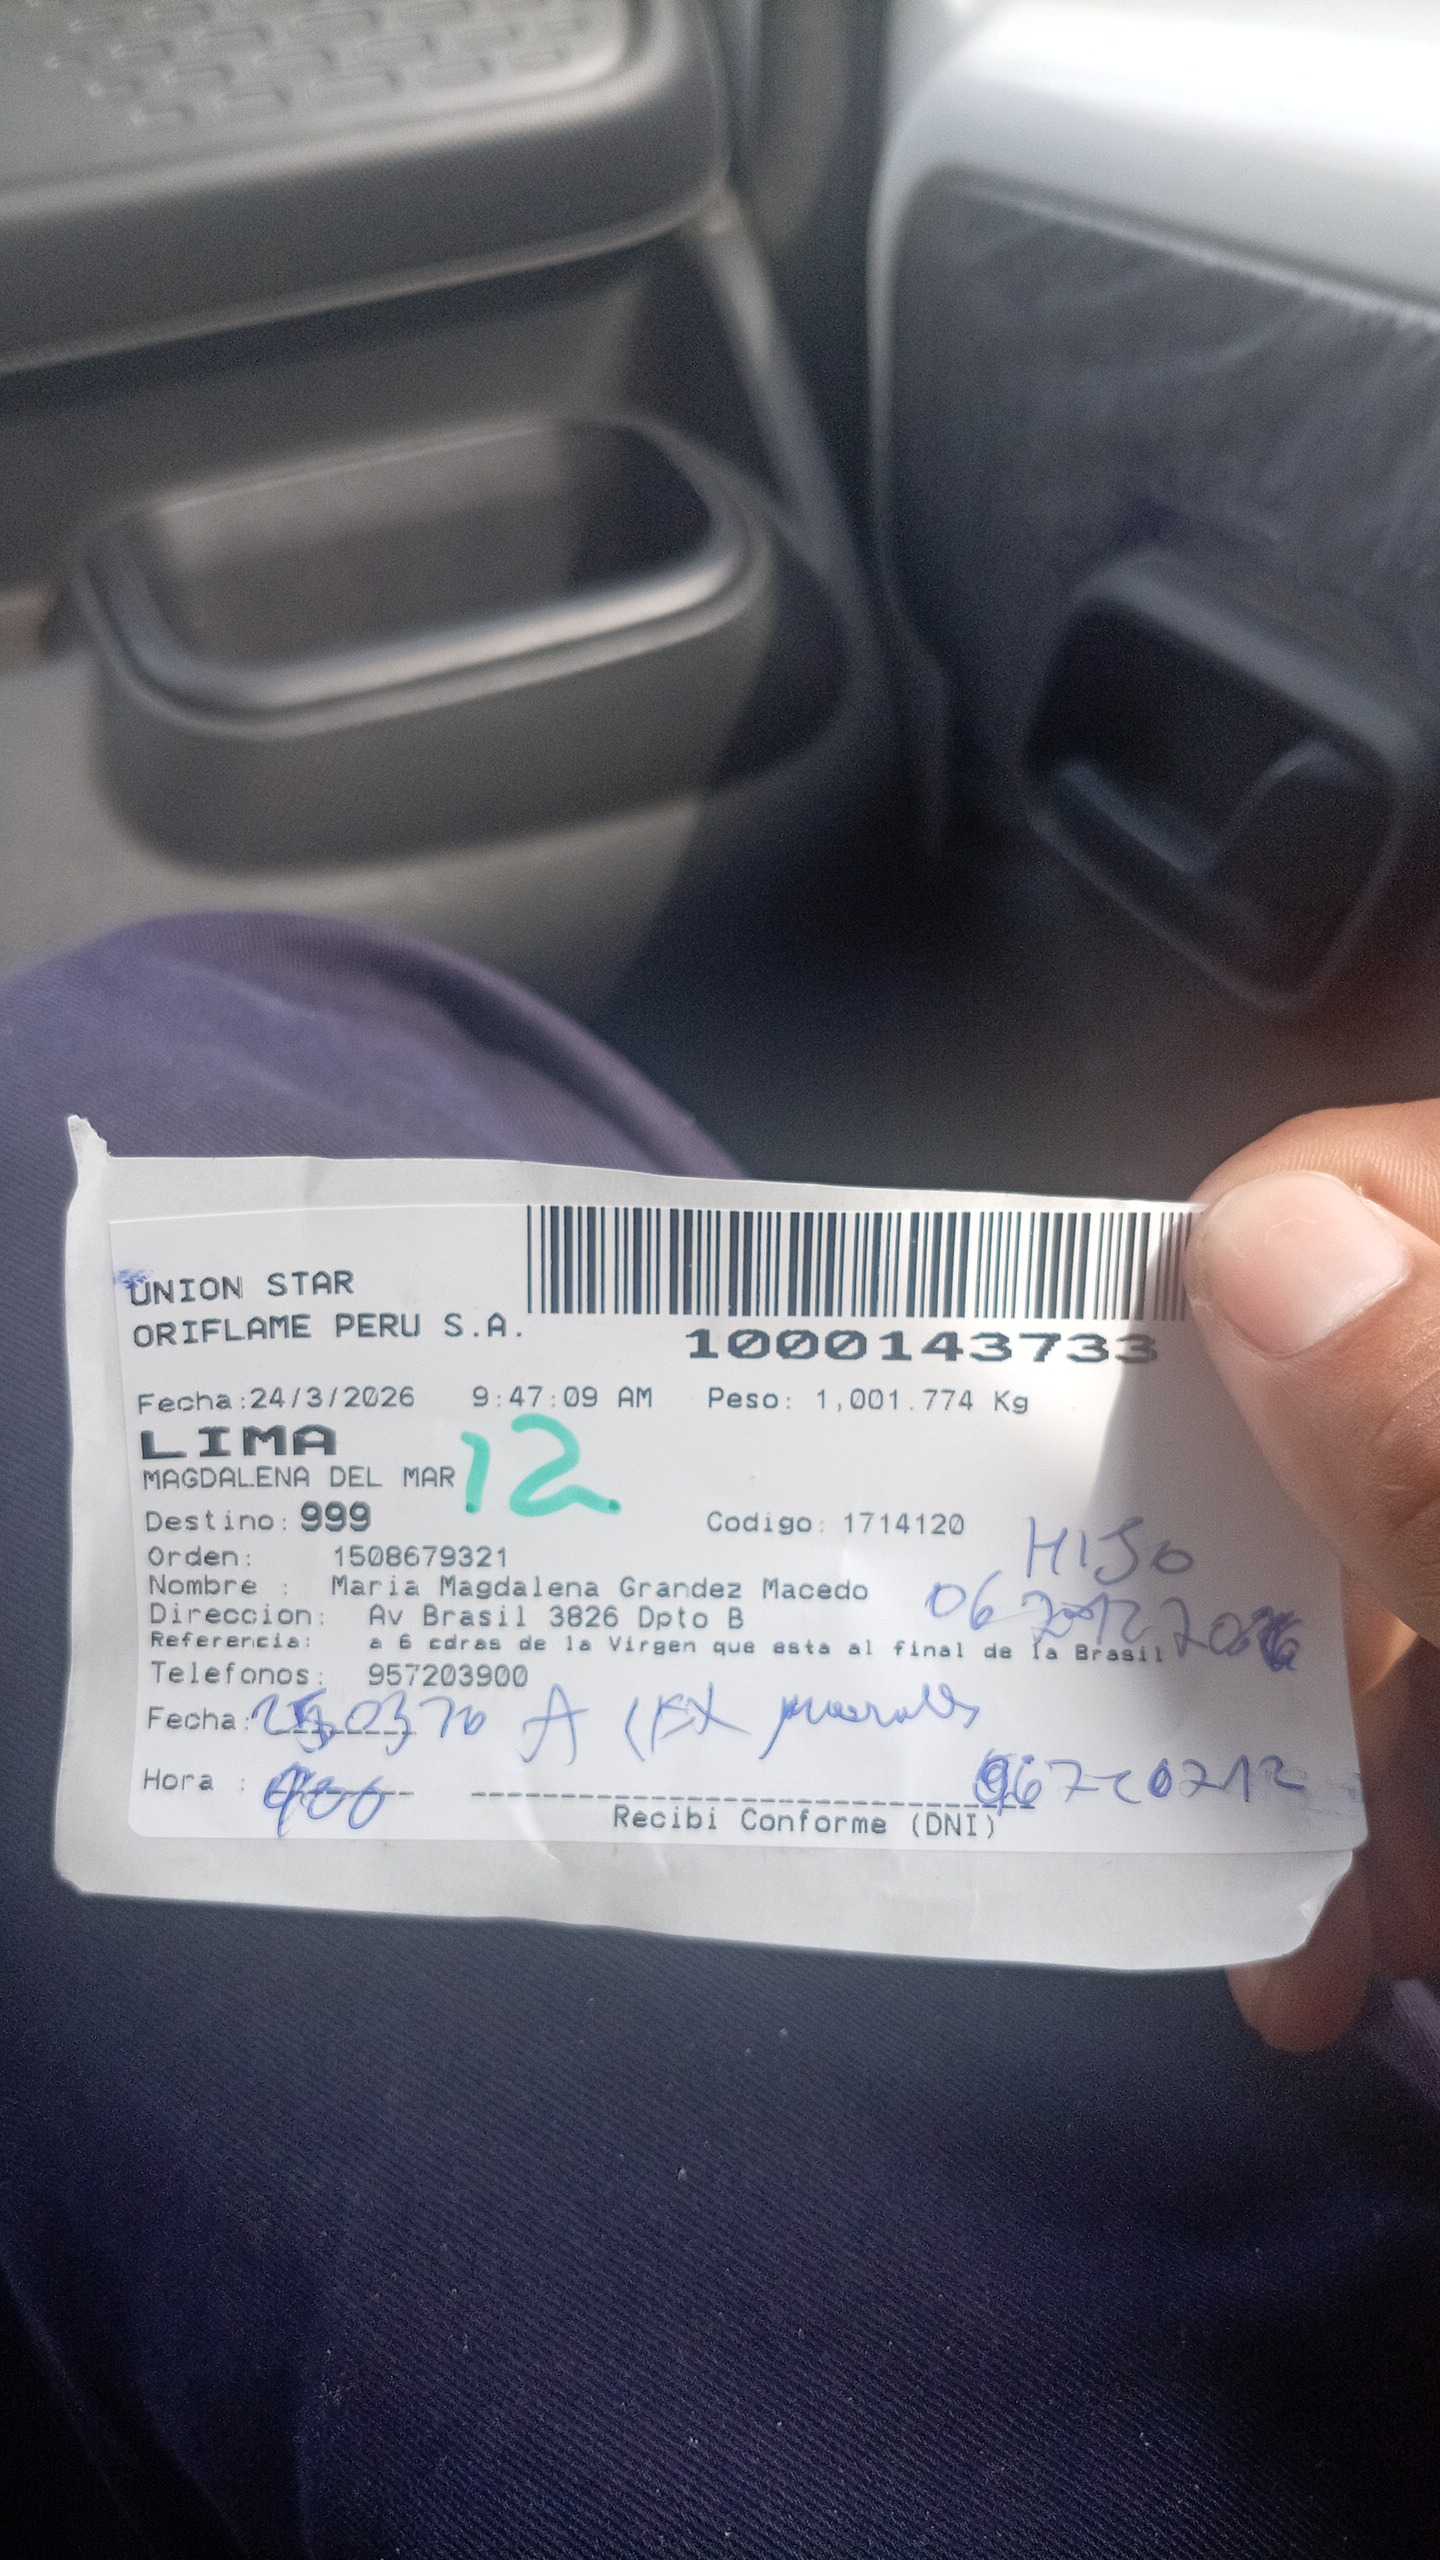 UNION STAR
ORIFLAME PERU S.A.
1000143733
Fecha:24/3/2026 9:47:09 AM Peso: 1,001.774 Kg
LIMA
MAGDALENA DEL MAR 12
Destino: 999 Codigo: 1714120
HIJO
Orden: 1508679321
Nombre : Maria Magdalena Grandez Macedo
Direccion: Av Brasil 3826 Dpto B
Referencia: a 6 cdras de la Virgen que esta al final de la Brasil
Telefonos: 957203900
Fecha:
Hora :
Recibi Conforme (DNI)